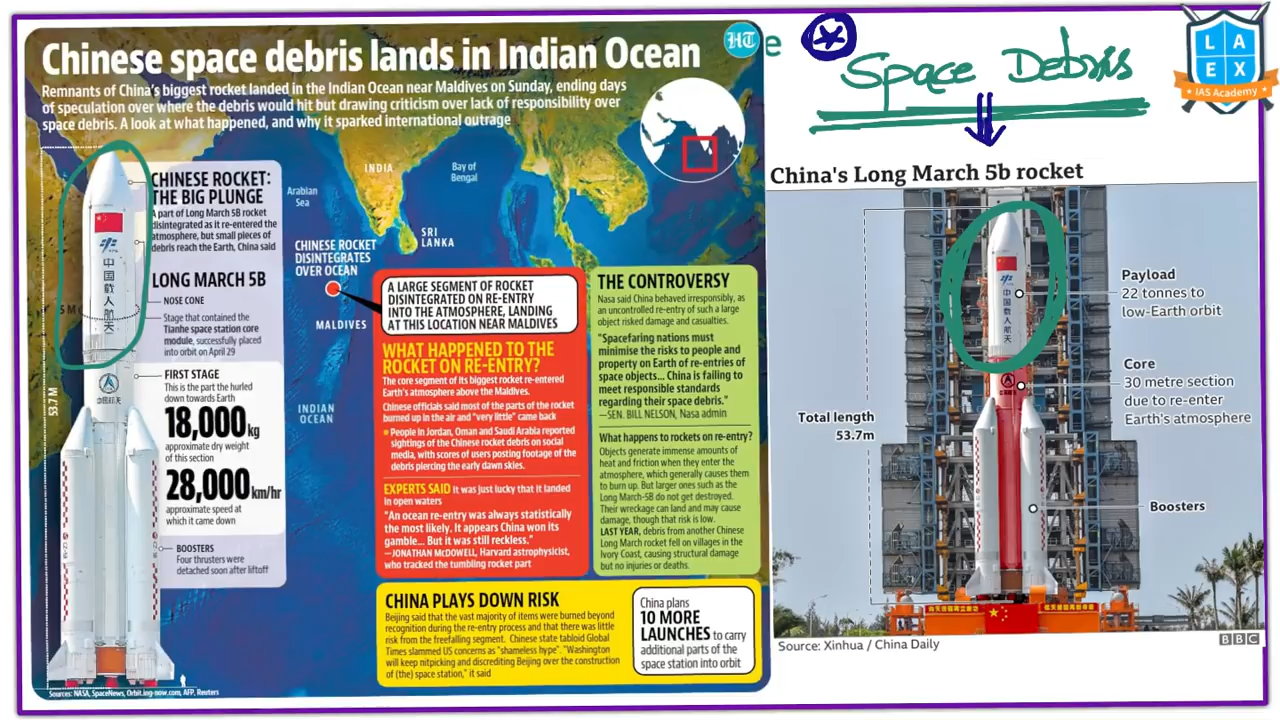 Chinese space debris lands in Indian Ocean
HT
Remnants of China's biggest rocket landed in the Indian Ocean near Maldives on Sunday, ending days
of speculation over where the debris would hit but drawing criticism over lack of responsibility over
space debris. A look at what happened, and why it sparked international outrage
CHINESE ROCKET:
THE BIG PLUNGE
A part of Long March 5B rocket
disintegrated as it re-entered the
atmosphere, but small pieces of
debris reach the Earth, China said
LONG MARCH 5B
NOSE CONE
Stage that contained the
Tianhe space station core
module, successfully placed
into orbit on April 29
FIRST STAGE
This is the part the hurled
down towards Earth
18,000 kg
approximate dry weight
of this section
28,000 km/hr
approximate speed at
which it came down
BOOSTERS
Four thrusters were
detached soon after liftoff
53.7 M
中国载人航天
中国航天
Sources: NASA, SpaceNews, Orbit.ing-now.com, AFP, Reuters
INDIA
Bay of
Bengal
Arabian
Sea
SRI
LANKA
CHINESE ROCKET
DISINTEGRATES
OVER OCEAN
MALDIVES
INDIAN
OCEAN
A LARGE SEGMENT OF ROCKET
DISINTEGRATED ON RE-ENTRY
INTO THE ATMOSPHERE, LANDING
AT THIS LOCATION NEAR MALDIVES
WHAT HAPPENED TO THE
ROCKET ON RE-ENTRY?
The core segment of its biggest rocket re-entered
Earth's atmosphere above the Maldives.
Chinese officials said most of the parts of the rocket
burned up in the air and "very little" came back
People in Jordan, Oman and Saudi Arabia reported
sightings of the Chinese rocket debris on social
media, with scores of users posting footage of the
debris piercing the early dawn skies.
EXPERTS SAID it was just lucky that it landed
in open waters
"An ocean re-entry was always statistically
the most likely. It appears China won its
gamble... But it was still reckless."
—JONATHAN McDOWELL, Harvard astrophysicist,
who tracked the tumbling rocket part
THE CONTROVERSY
Nasa said China behaved irresponsibly, as
an uncontrolled re-entry of such a large
object risked damage and casualties.
"Spacefaring nations must
minimise the risks to people and
property on Earth of re-entries of
space objects... China is failing to
meet responsible standards
regarding their space debris."
—SEN. BILL NELSON, Nasa admin
What happens to rockets on re-entry?
Objects generate immense amounts of
heat and friction when they enter the
atmosphere, which generally causes them
to burn up. But larger ones such as the
Long March-5B do not get destroyed.
Their wreckage can land and may cause
damage, though that risk is low.
LAST YEAR, debris from another Chinese
Long March rocket fell on villages in the
Ivory Coast, causing structural damage
but no injuries or deaths.
CHINA PLAYS DOWN RISK
Beijing said that the vast majority of items were burned beyond
recognition during the re-entry process and that there was little
risk from the freefalling segment. Chinese state tabloid Global
Times slammed US concerns as "shameless hype". "Washington
will keep nitpicking and discrediting Beijing over the construction
of (the) space station," it said
China plans
10 MORE
LAUNCHES to carry
additional parts of the
space station into orbit
e
Space Debris
LAEX
IAS Academy
China's Long March 5b rocket
Payload
22 tonnes to
low-Earth orbit
Core
30 metre section
due to re-enter
Earth's atmosphere
Total length
53.7m
Boosters
中国载人航天
Source: Xinhua / China Daily
BBC